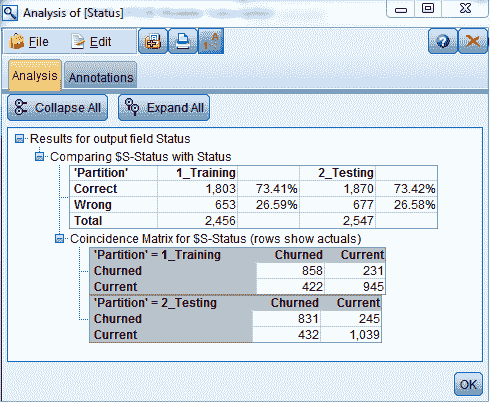 Analysis of [Status]
File Edit
Analysis Annotations
Collapse All Expand All
Results for output field Status
Comparing $S-Status with Status
'Partition' 1_Training 2_Testing
Correct 1,803 73.41% 1,870 73.42%
Wrong 653 26.59% 677 26.58%
Total 2,456 2,547
Coincidence Matrix for $S-Status (rows show actuals)
'Partition' = 1_Training Churned Current
Churned 858 231
Current 422 945
'Partition' = 2_Testing Churned Current
Churned 831 245
Current 432 1,039
OK